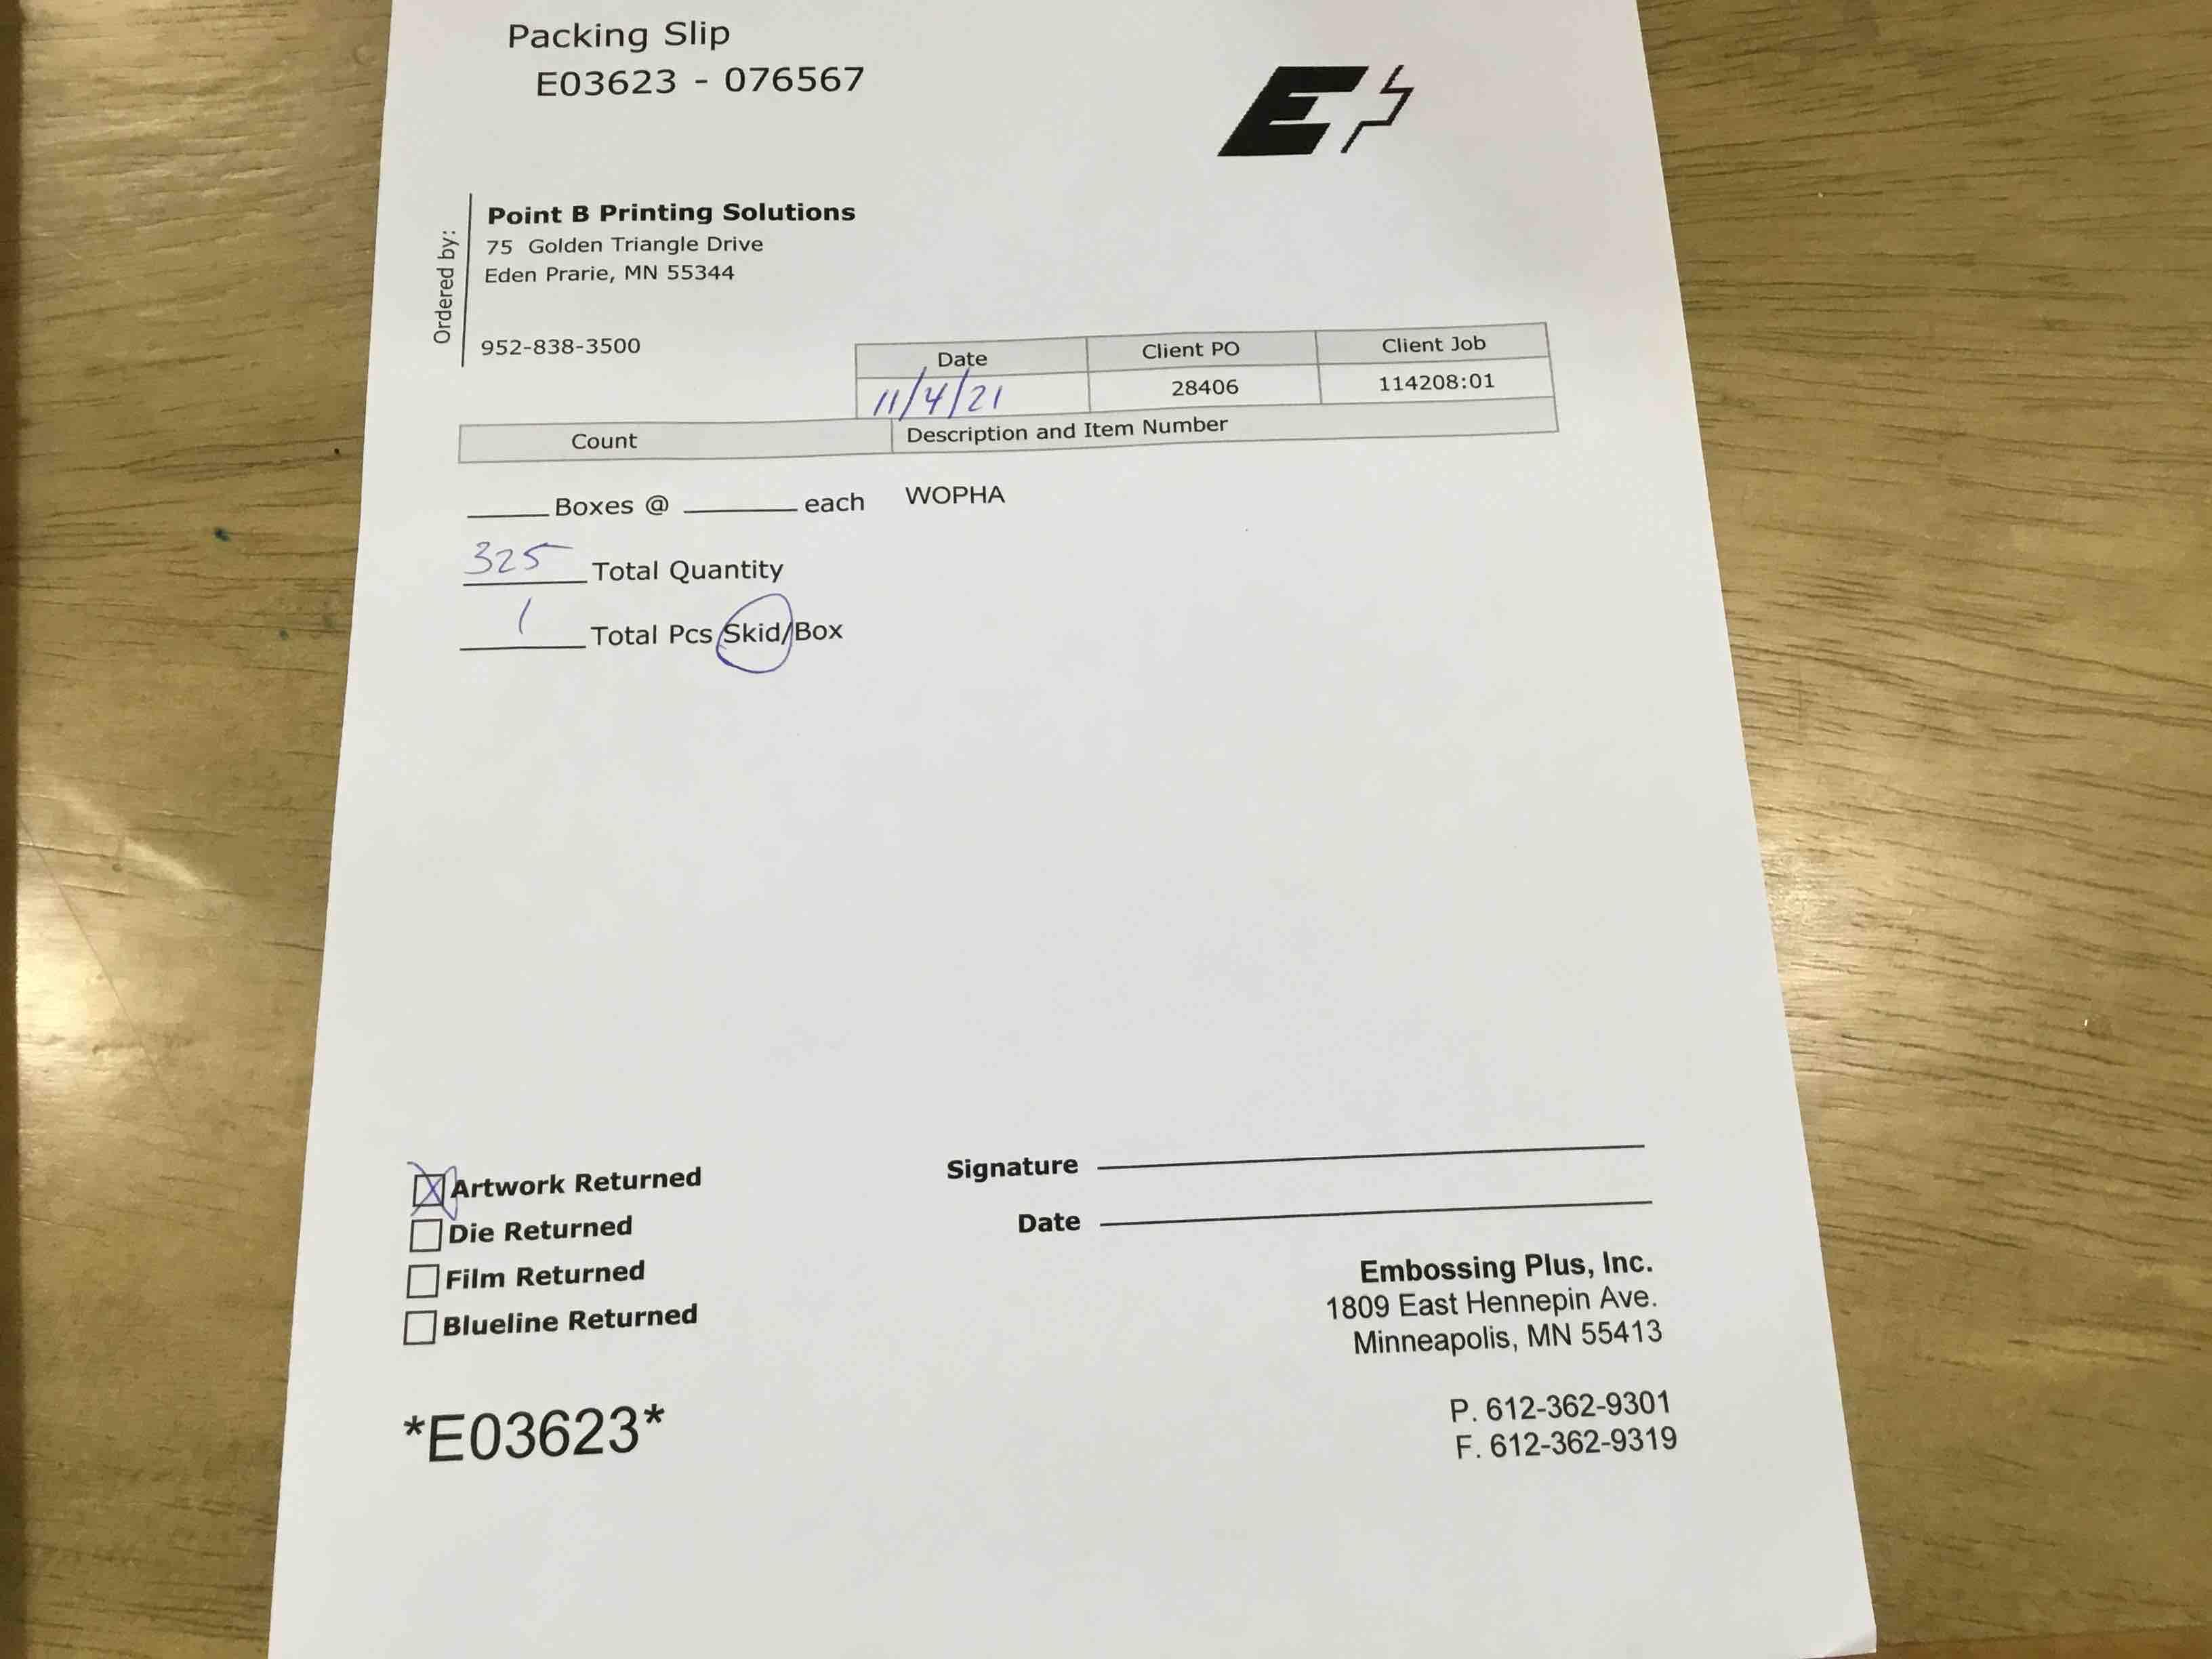 Packing Slip
E03623 - 076567
E+
Ordered by:
Point B Printing Solutions
75 Golden Triangle Drive
Eden Prarie, MN 55344
952-838-3500
Date Client PO Client Job
11/4/21 28406 114208:01
Count Description and Item Number
_____ Boxes @ _______ each WOPHA
325 Total Quantity
1 Total Pcs Skid/Box
Artwork Returned
Die Returned
Film Returned
Blueline Returned
*E03623*
Signature
Date
Embossing Plus, Inc.
1809 East Hennepin Ave.
Minneapolis, MN 55413
P. 612-362-9301
F. 612-362-9319